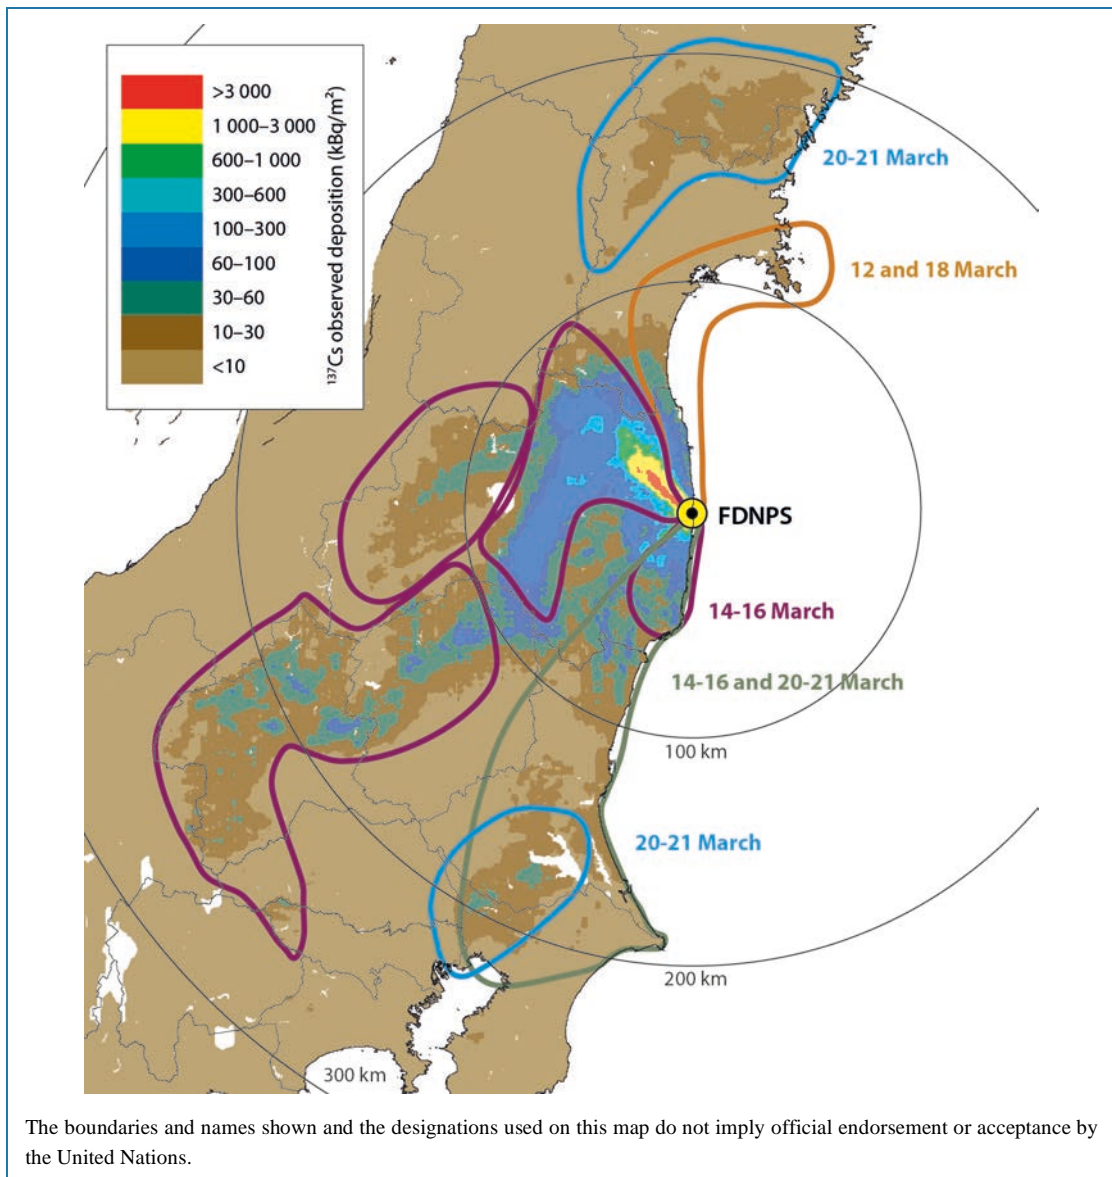 >3 000
1 000–3 000
600–1 000
300–600
100–300
60–100
30–60
10–30
<10
¹³⁷Cs observed deposition (kBq/m²)
20-21 March
12 and 18 March
FDNPS
14-16 March
14-16 and 20-21 March
100 km
20-21 March
200 km
300 km
The boundaries and names shown and the designations used on this map do not imply official endorsement or acceptance by
the United Nations.